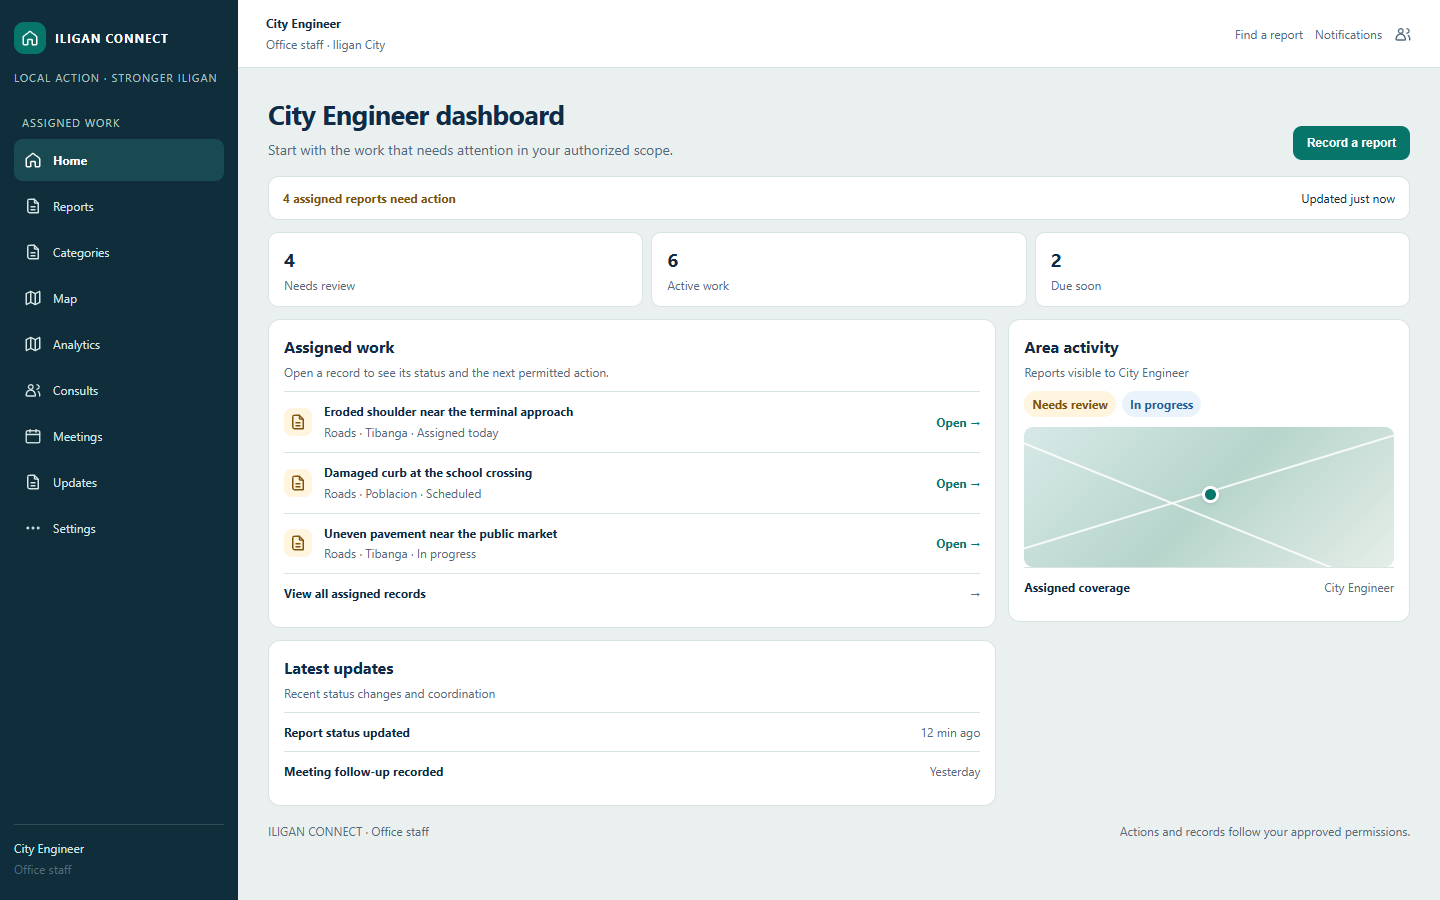 ILIGAN CONNECT
LOCAL ACTION · STRONGER ILIGAN
ASSIGNED WORK
Home
Reports
Categories
Map
Analytics
Consults
Meetings
Updates
Settings
City Engineer
Office staff
City Engineer
Office staff · Iligan City
Find a report
Notifications
City Engineer dashboard
Start with the work that needs attention in your authorized scope.
Record a report
4 assigned reports need action
Updated just now
4
Needs review
6
Active work
2
Due soon
Assigned work
Open a record to see its status and the next permitted action.
Eroded shoulder near the terminal approach
Roads · Tibanga · Assigned today
Open →
Damaged curb at the school crossing
Roads · Poblacion · Scheduled
Open →
Uneven pavement near the public market
Roads · Tibanga · In progress
Open →
View all assigned records →
Area activity
Reports visible to City Engineer
Needs review
In progress
Assigned coverage
City Engineer
Latest updates
Recent status changes and coordination
Report status updated
12 min ago
Meeting follow-up recorded
Yesterday
ILIGAN CONNECT · Office staff
Actions and records follow your approved permissions.